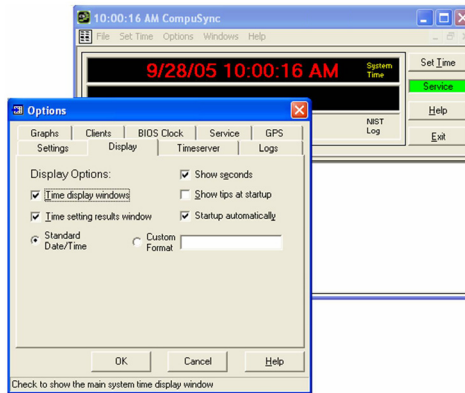 10:00:16 AM CompuSync
File Set Time Options Windows Help
9/28/05 10:00:16 AM
System Time
Set Time
Service
NIST Log
Help
Exit
Options
Graphs Clients BIOS Clock Service GPS
Settings Display Timeserver Logs
Display Options:
Show seconds
Time display windows
Show tips at startup
Time setting results window
Startup automatically
Standard Date/Time
Custom Format
OK Cancel Help
Check to show the main system time display window